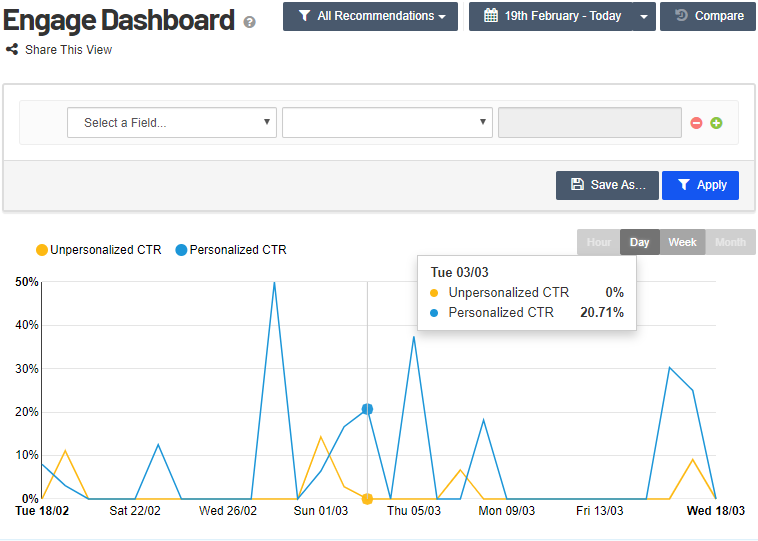 Engage Dashboard ?
All Recommendations
19th February - Today
Compare
Share This View
Select a Field...
Save As...
Apply
Unpersonalized CTR
Personalized CTR
Hour
Day
Week
Month
Tue 03/03
Unpersonalized CTR 0%
Personalized CTR 20.71%
50%
40%
30%
20%
10%
0%
Tue 18/02
Sat 22/02
Wed 26/02
Sun 01/03
Thu 05/03
Mon 09/03
Fri 13/03
Wed 18/03